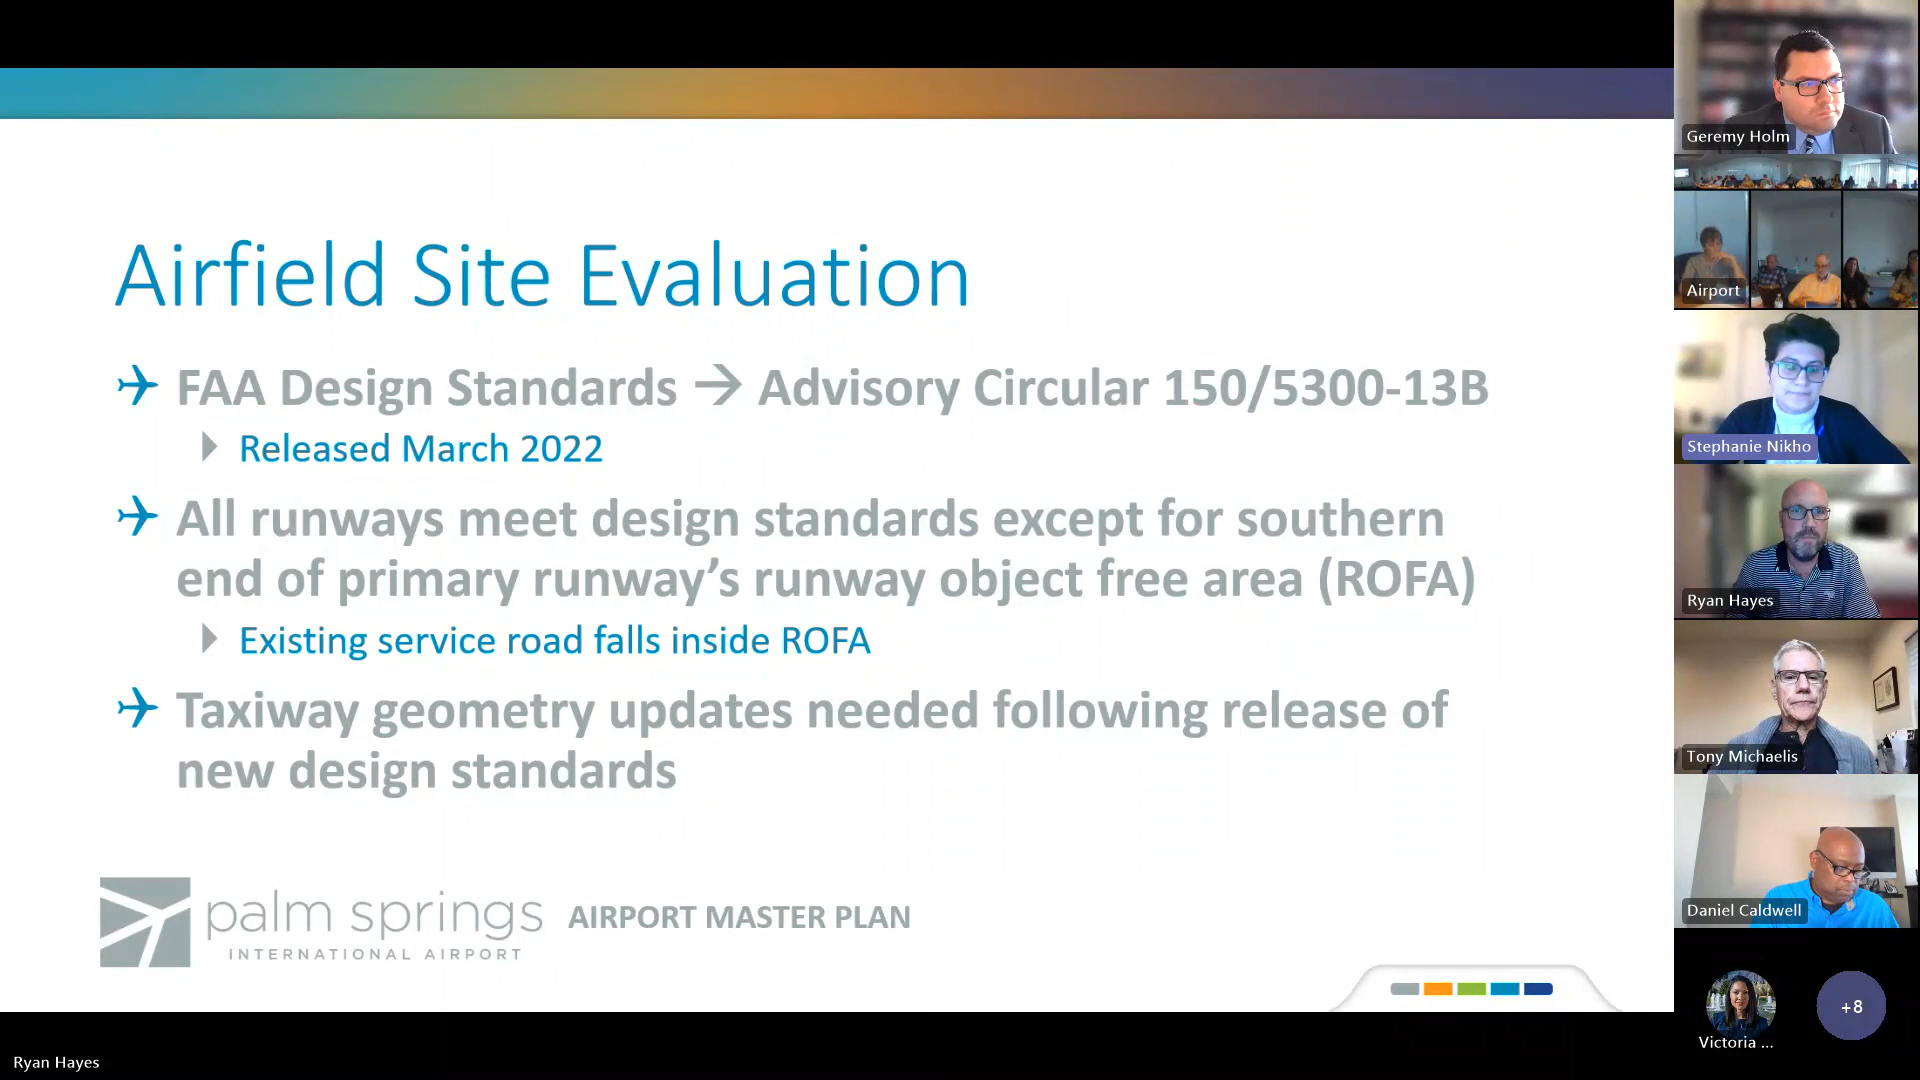 Airfield Site Evaluation
FAA Design Standards → Advisory Circular 150/5300-13B
Released March 2022
All runways meet design standards except for southern
end of primary runway’s runway object free area (ROFA)
Existing service road falls inside ROFA
Taxiway geometry updates needed following release of
new design standards
palm springs
INTERNATIONAL AIRPORT
AIRPORT MASTER PLAN
Ryan Hayes
Geremy Holm
Airport
Stephanie Nikho
Ryan Hayes
Tony Michaelis
Daniel Caldwell
Victoria ...
+8